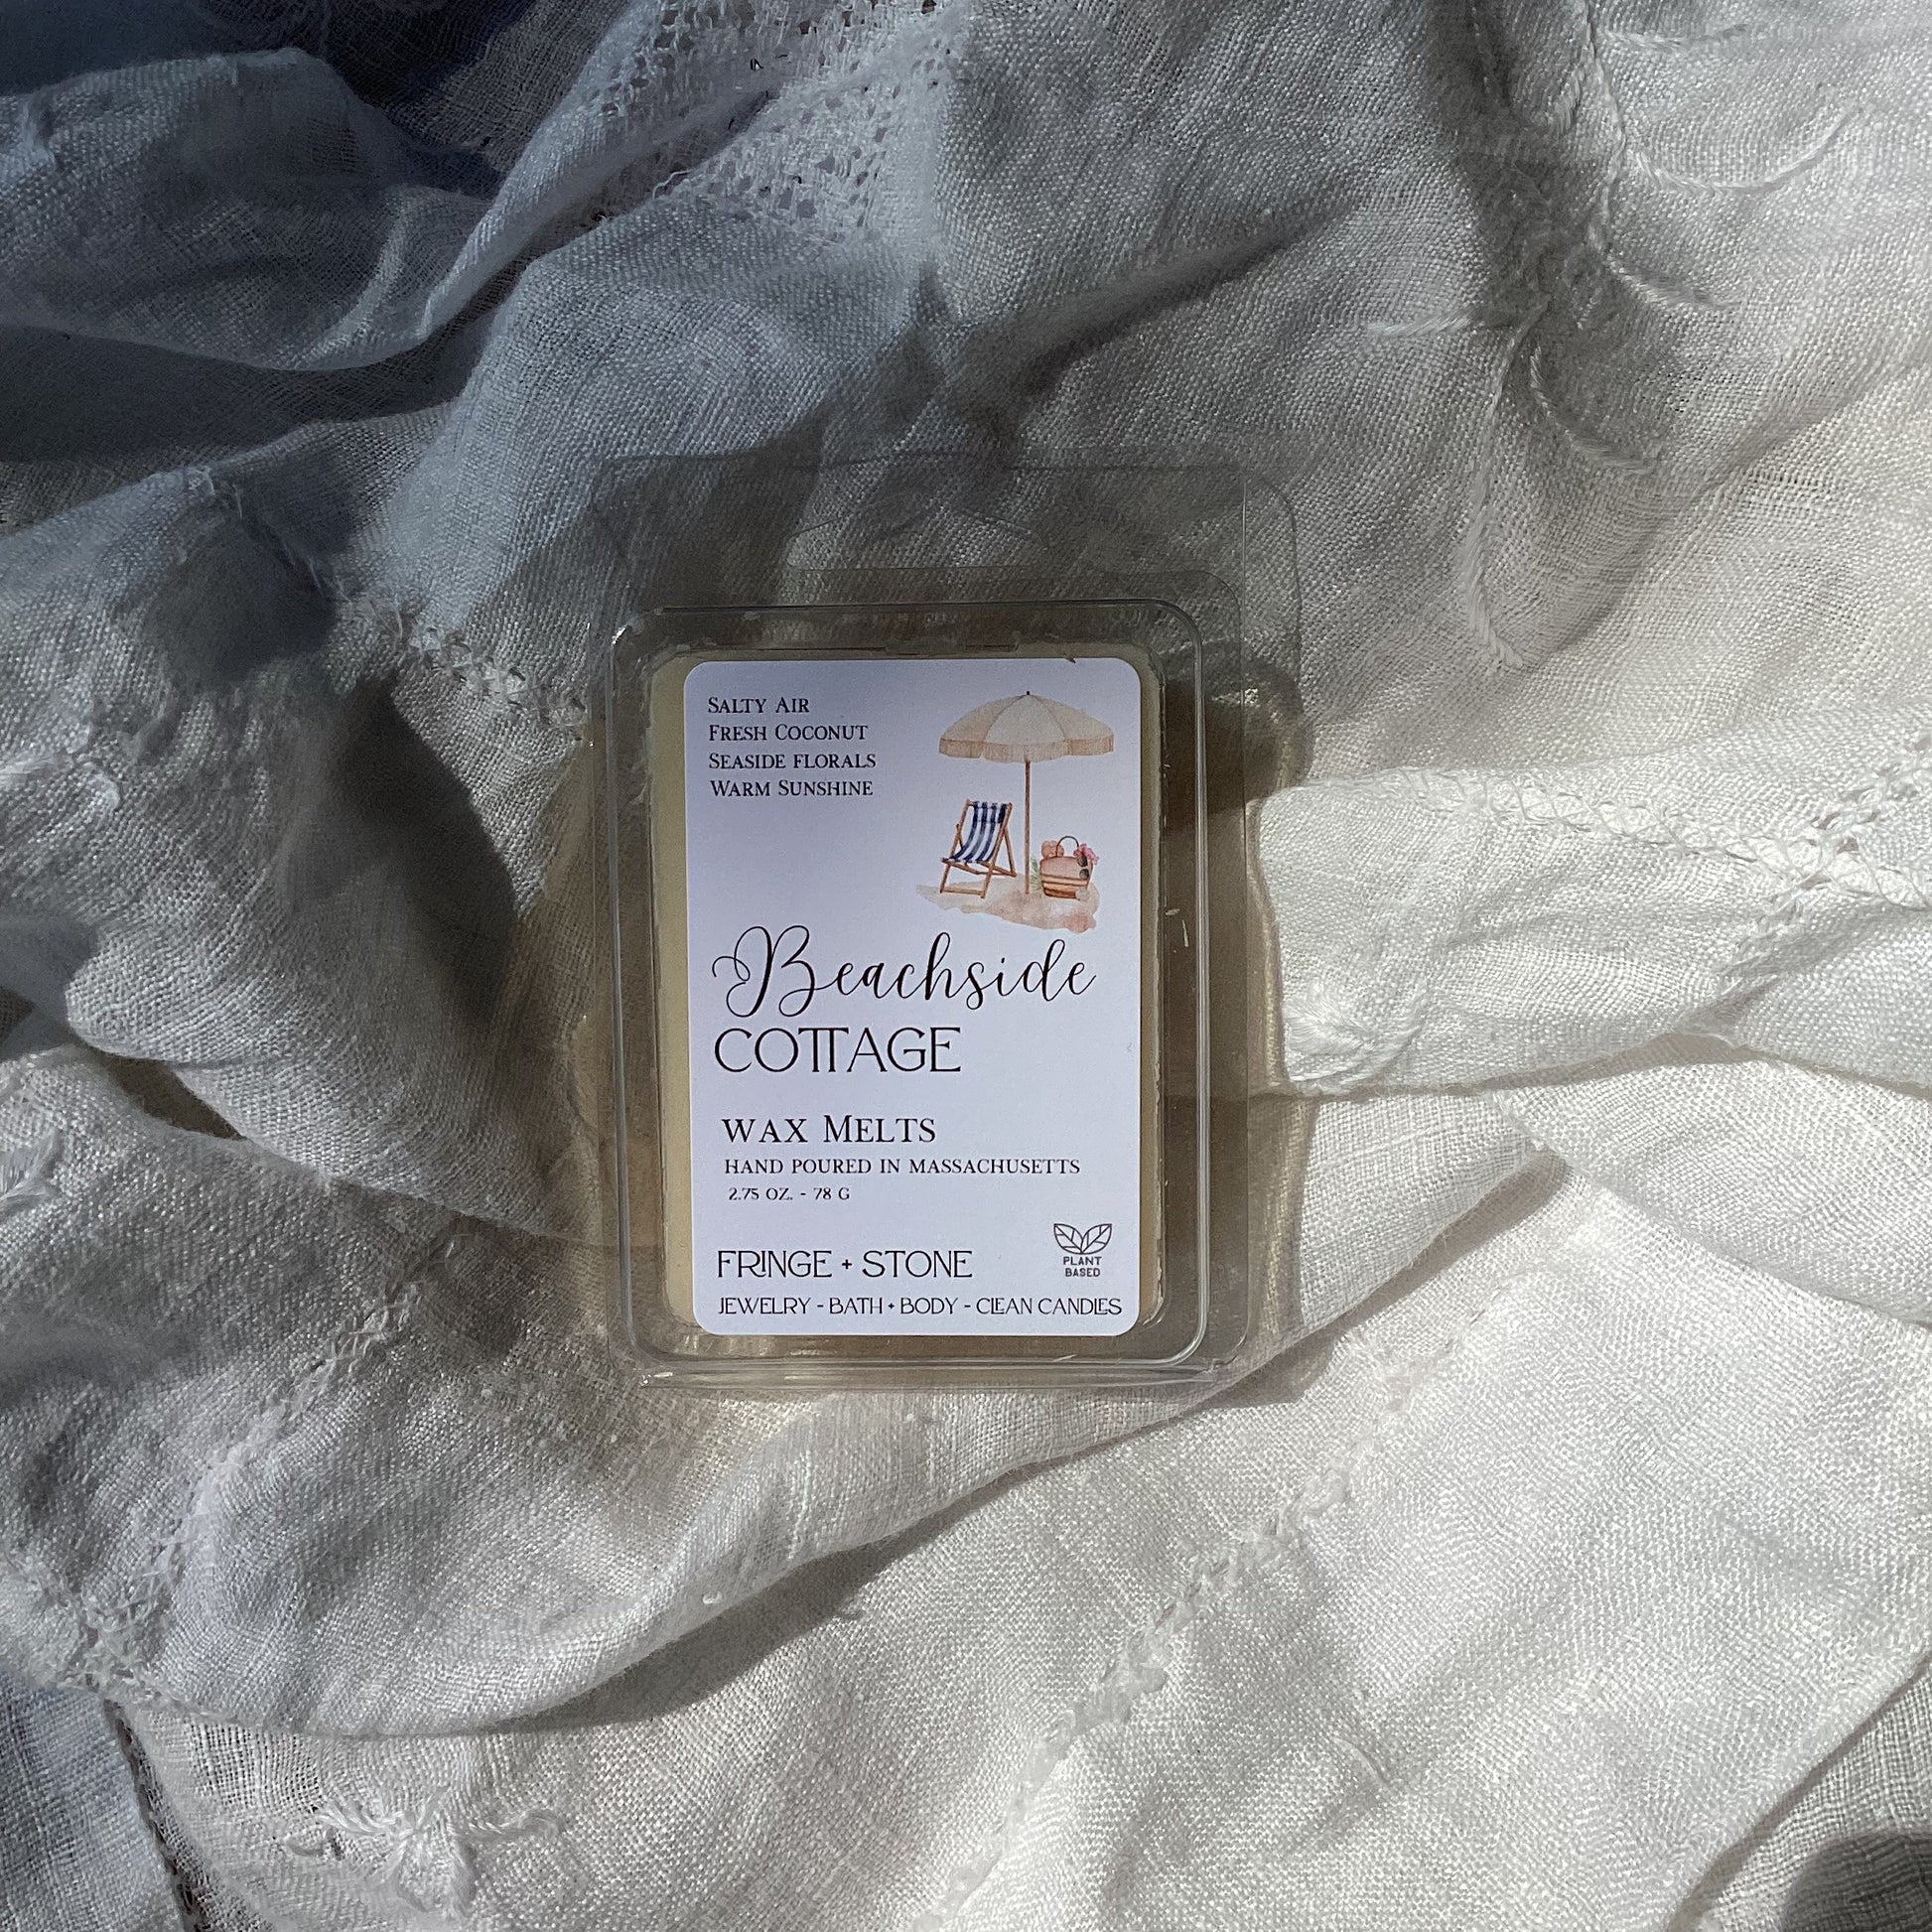 Salty Air
Fresh Coconut
Seaside florals
Warm Sunshine
Beachside
COTTAGE
wax Melts
hand poured in massachusetts
2.75 oz. - 78 g
FRINGE + STONE
PLANT
BASED
JEWELRY - BATH + BODY - CLEAN CANDLES